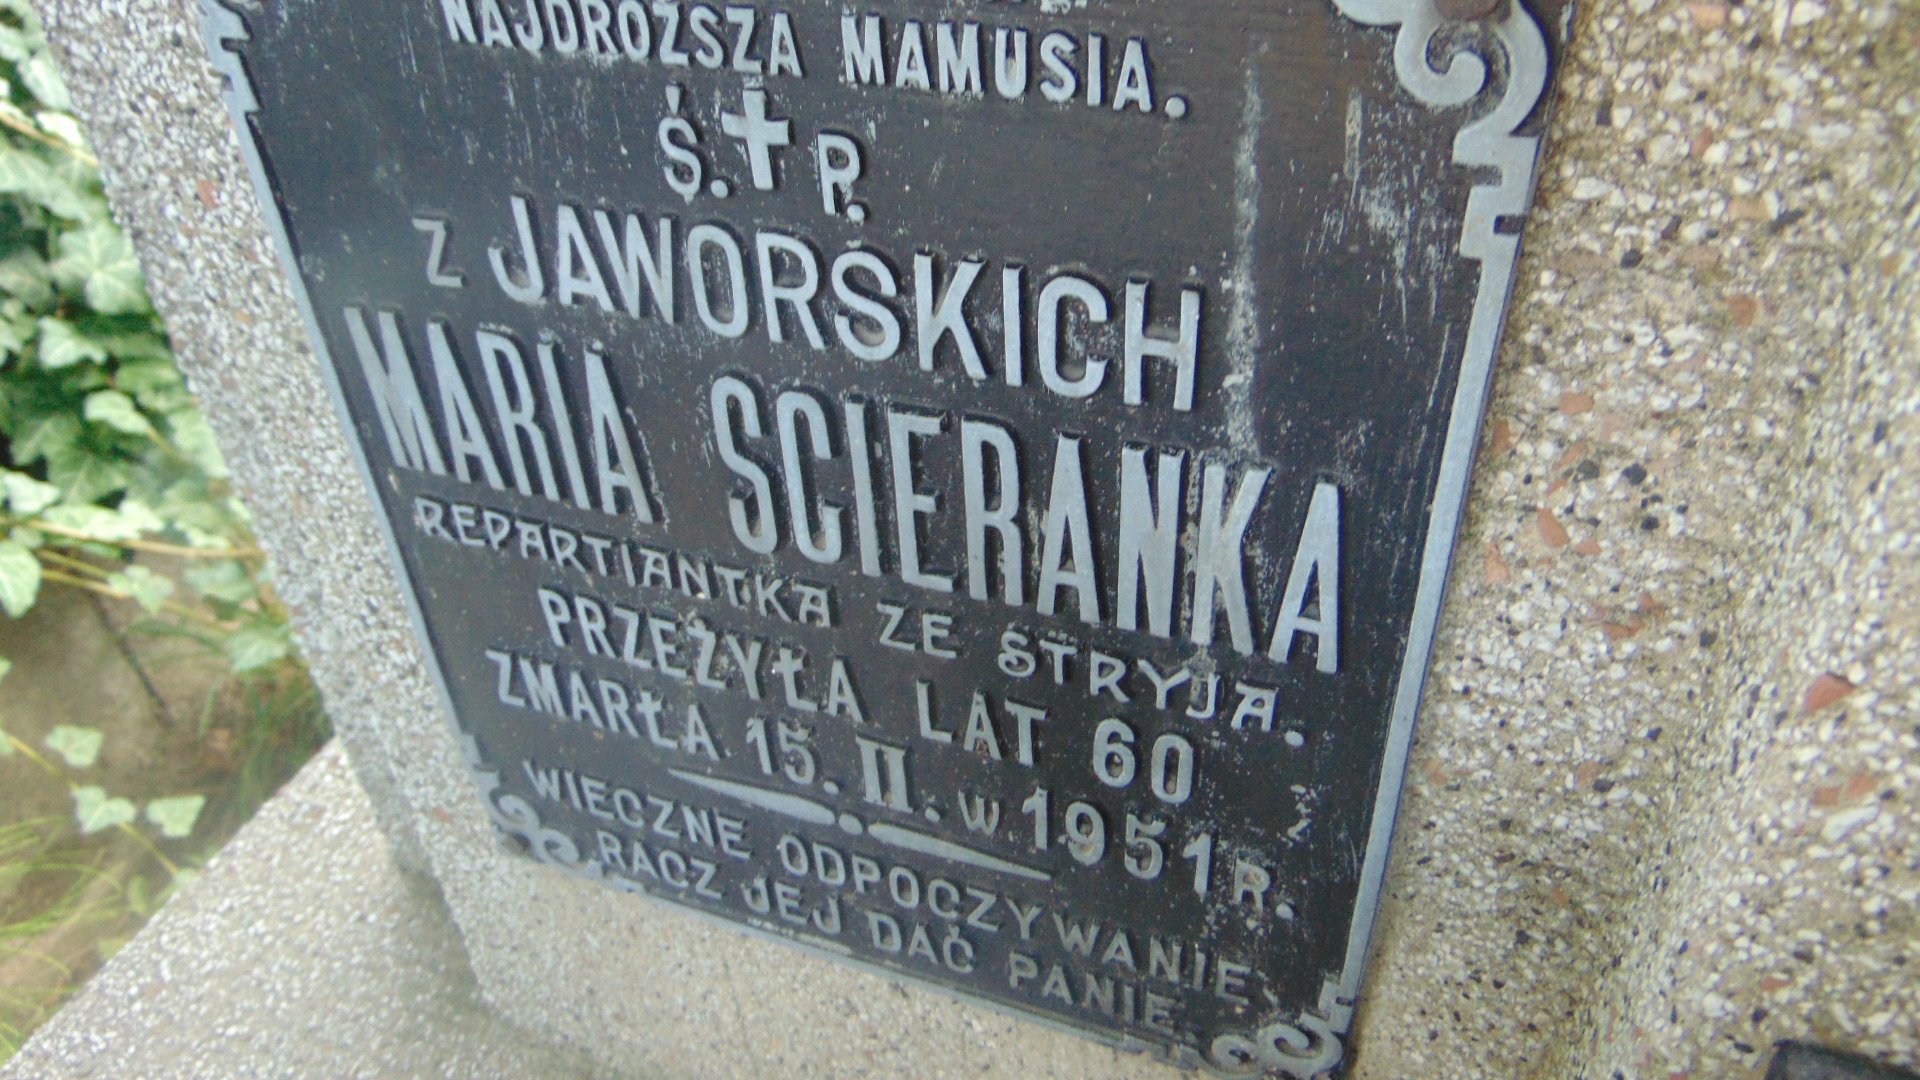 NAJDROŻSZA MAMUSIA.
Ś. P.
Z JAWORSKICH
MARIA SCIERANKA
REPARTIANTKA ZE STRYJA.
PRZEŻYŁA LAT 60
ZMARŁA 15. II. W 1951 R.
WIECZNE ODPOCZYWANIE
RACZ JEJ DAĆ PANIE